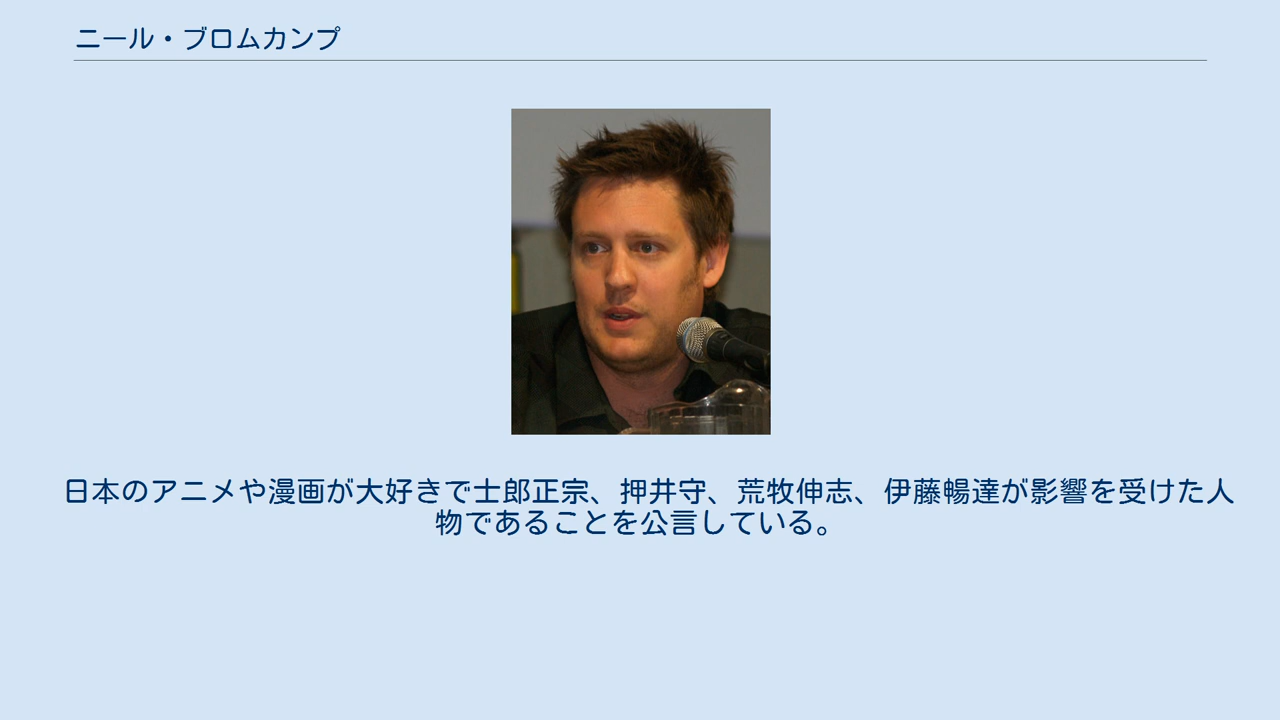 ニール・ブロムカンプ
日本のアニメや漫画が大好きで士郎正宗、押井守、荒牧伸志、伊藤暢達が影響を受けた人
物であることを公言している。